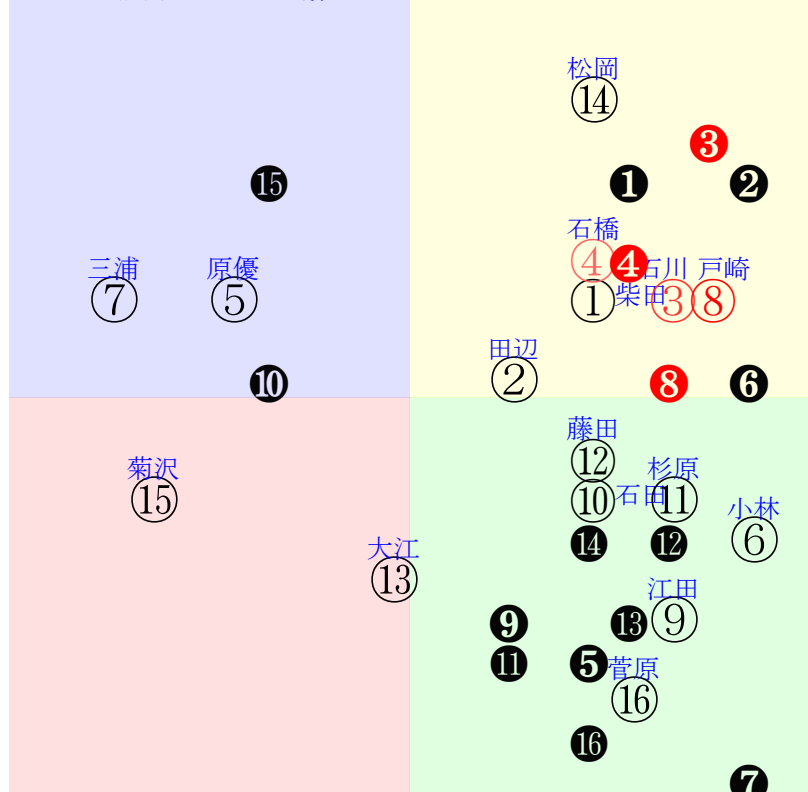 松岡
⑭
❸
⓯ ❶ ❷
石橋
④ ❹
三浦 原優 石川 戸崎
⑦ ⑤ ① 柴田 ③ ⑧
田辺
②
❿ ❽ ❻
藤田
⑫
菊沢 杉原
⑮ ⑩ 石田 ⑪
小林
⑥
大江 ⓮ ⓬
⑬
江田
❾ ⓭ ⑨
⓫ ❺ 菅原
⑯
⓰
❼